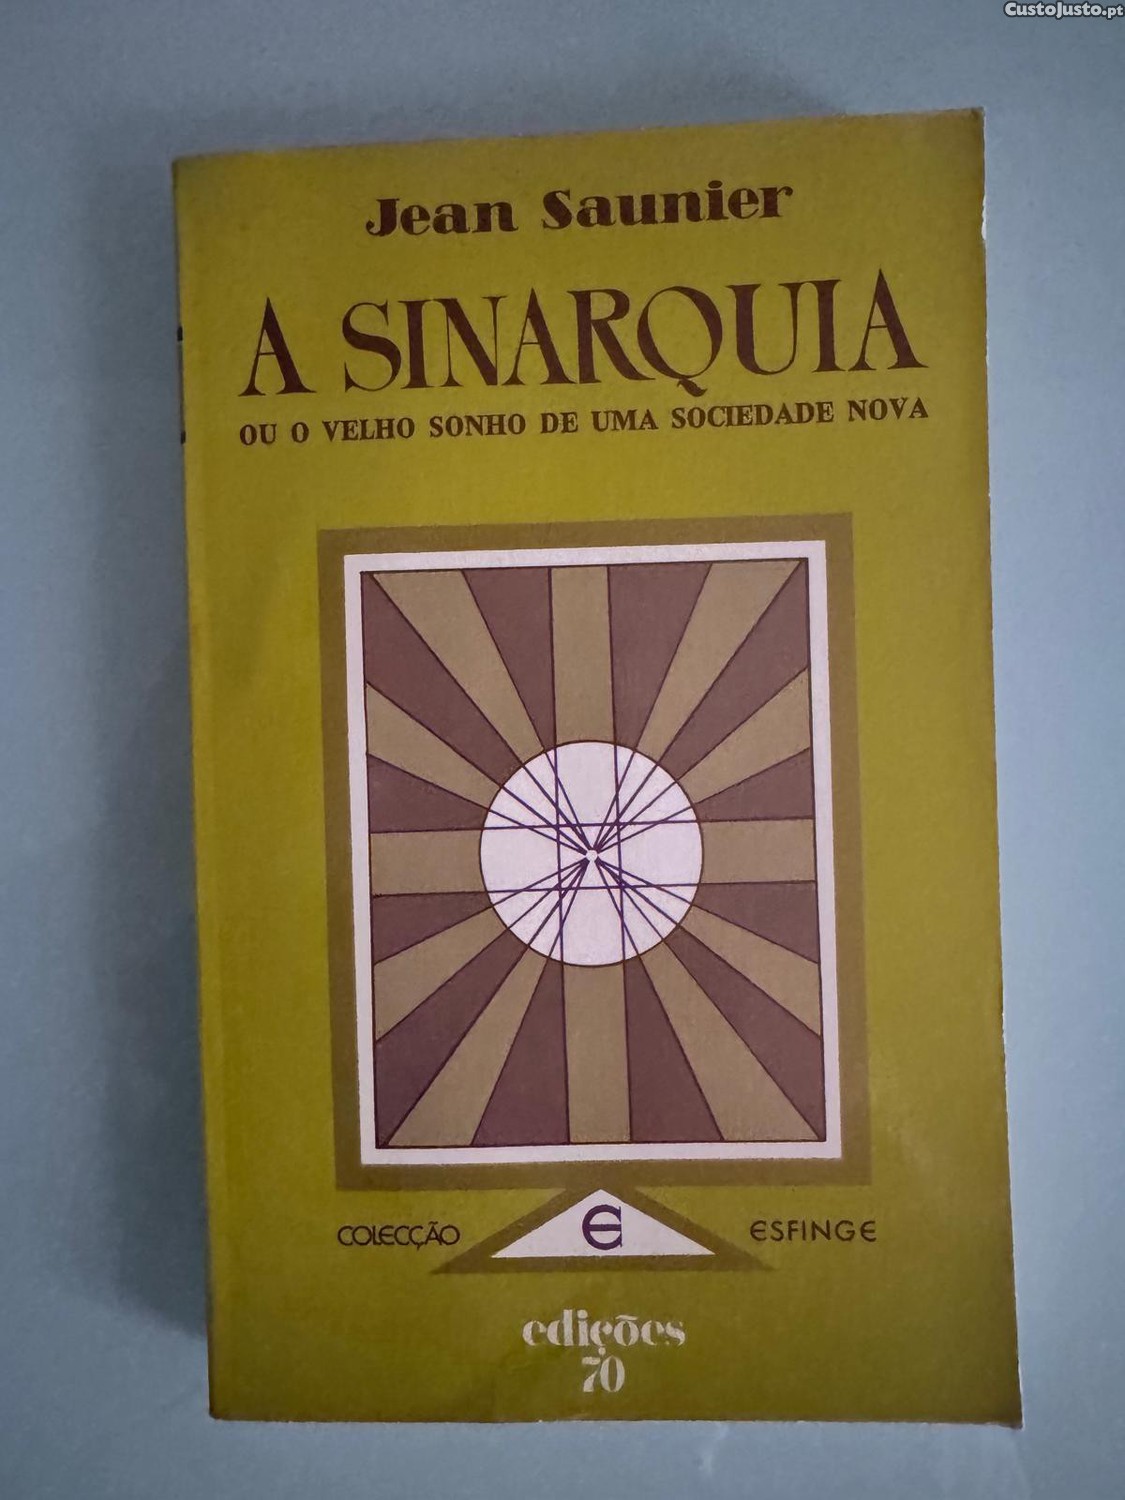 CustoJusto.pt
Jean Saunier
A SINARQUIA
OU O VELHO SONHO DE UMA SOCIEDADE NOVA
COLECÇÃO E ESFINGE
edições
70